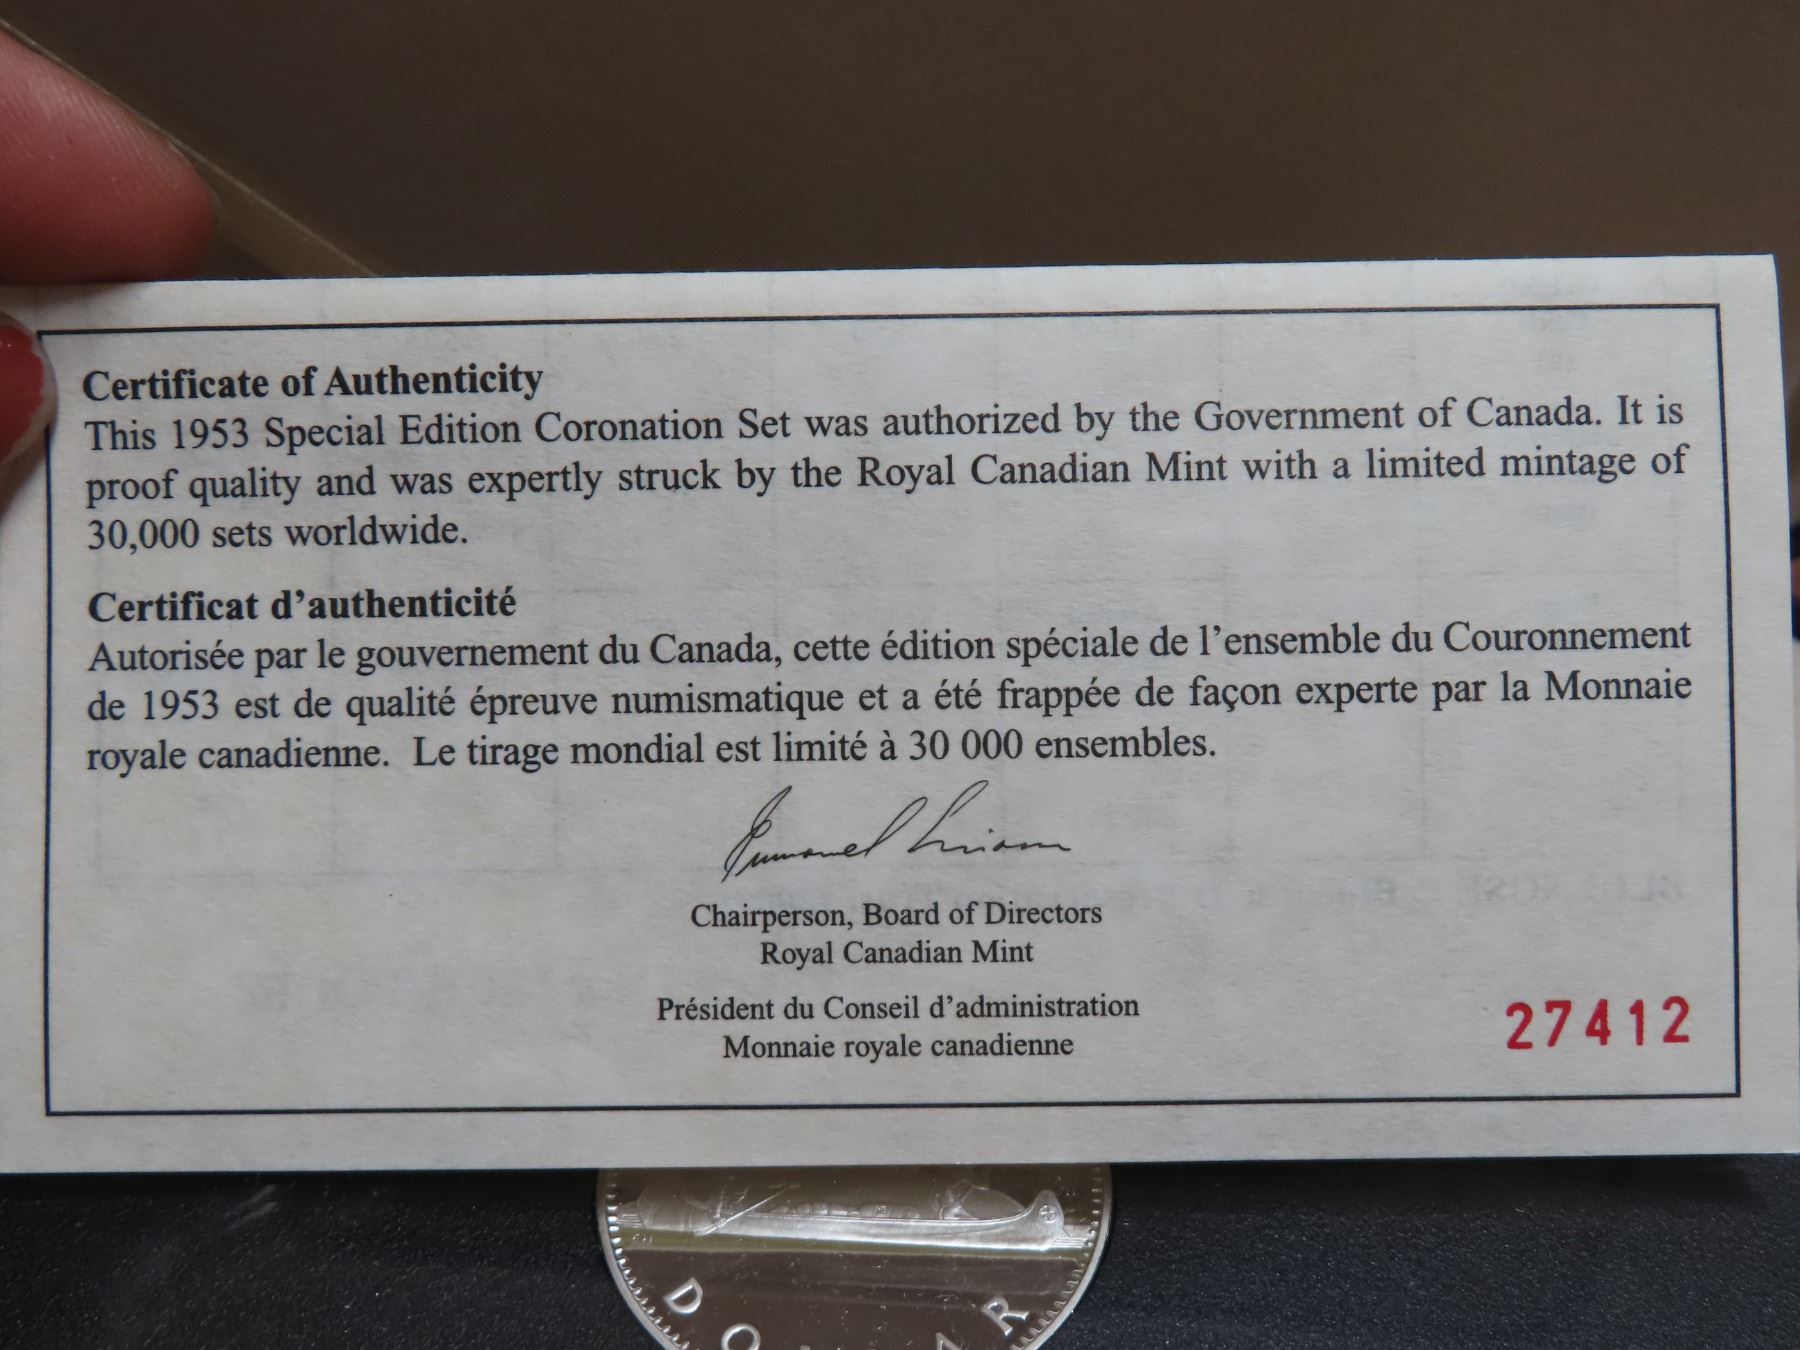 Certificate of Authenticity
This 1953 Special Edition Coronation Set was authorized by the Government of Canada. It is
proof quality and was expertly struck by the Royal Canadian Mint with a limited mintage of
30,000 sets worldwide.
Certificat d’authenticité
Autorisée par le gouvernement du Canada, cette édition spéciale de l’ensemble du Couronnement
de 1953 est de qualité épreuve numismatique et a été frappée de façon experte par la Monnaie
royale canadienne. Le tirage mondial est limité à 30 000 ensembles.
Chairperson, Board of Directors
Royal Canadian Mint
Président du Conseil d’administration
Monnaie royale canadienne
27412